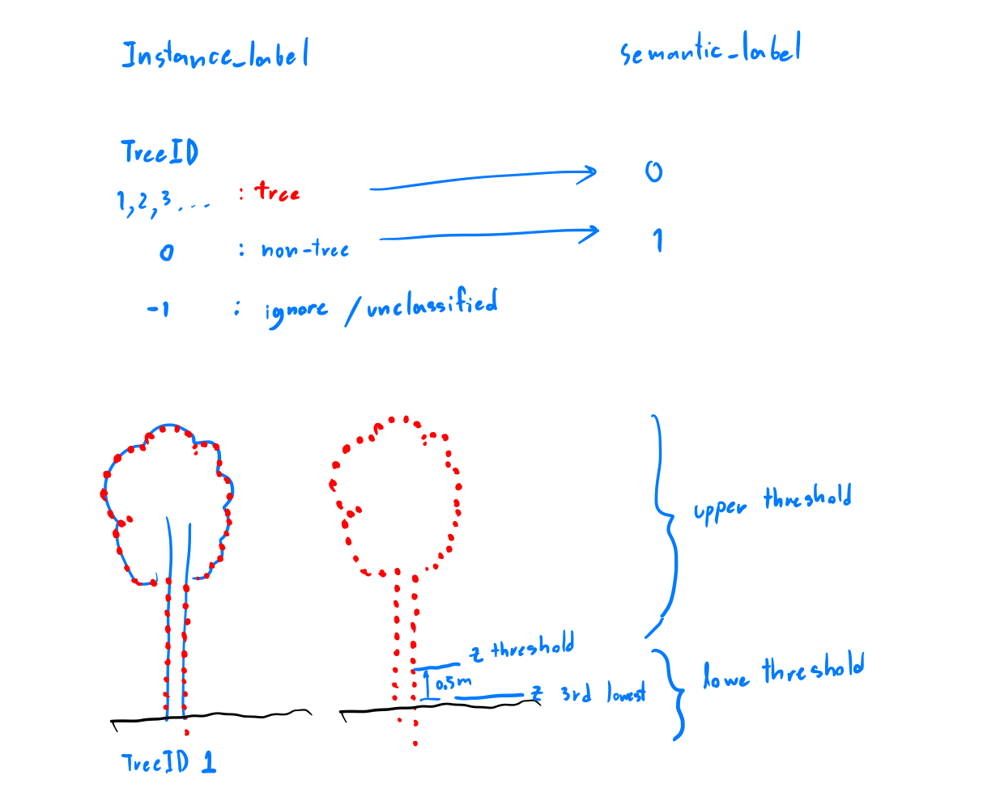 Instance_label
semantic_label
TreeID
1,2,3... : tree
0
0 : non-tree
1
-1 : ignore / unclassified
upper threshold
z threshold
0,5m
z 3rd lowest
lowe threshold
TreeID 1